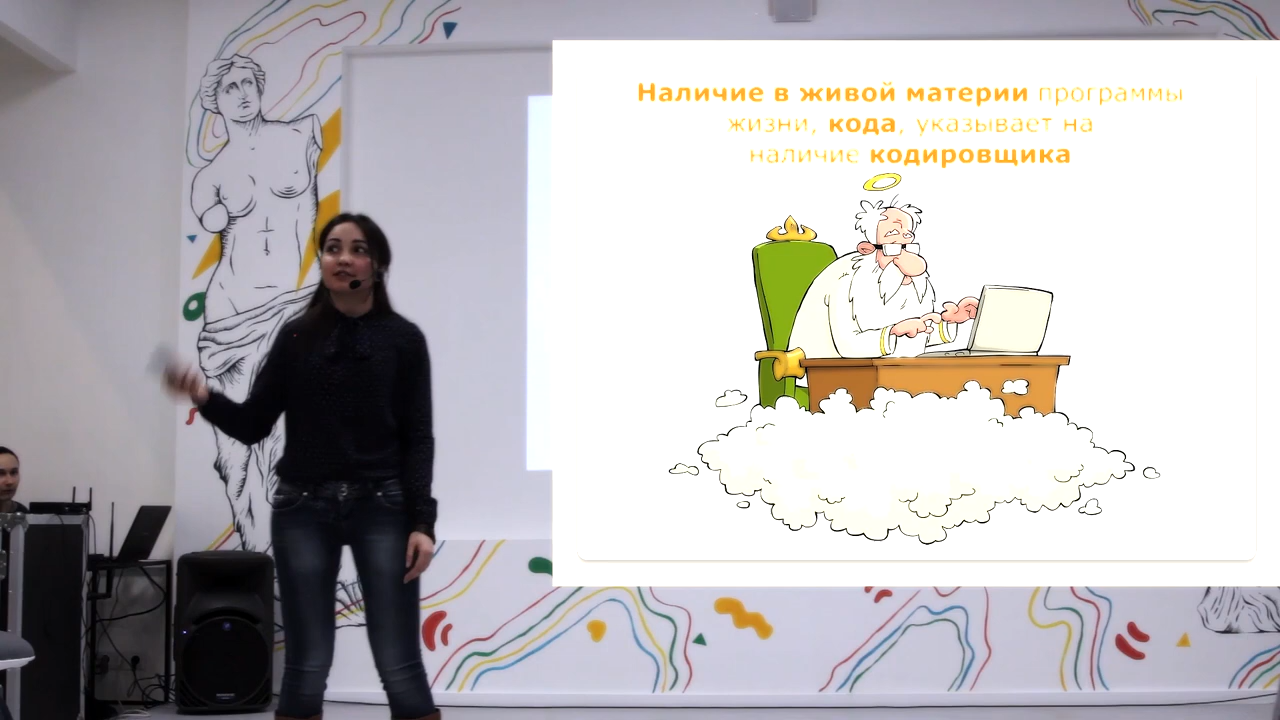 Наличие в живой материи программы
жизни, кода, указывает на
наличие кодировщика